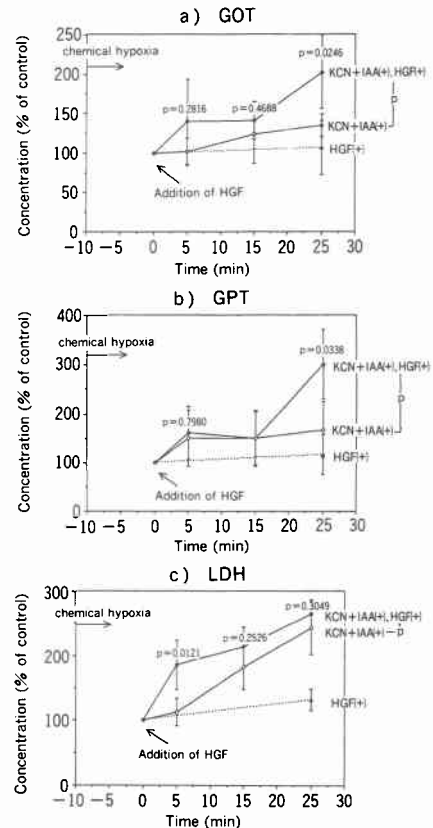 a) GOT
Concentration (% of control)
250
200
150
100
50
0
chemical hypoxia
p=0.2816
p=0.4688
p=0.0246
KCN+IAA(+), HGF(+)
p
KCN+IAA(+)
HGF(+)
Addition of HGF
-10 -5 0 5 10 15 20 25 30
Time (min)
b) GPT
Concentration (% of control)
400
300
200
100
0
chemical hypoxia
p=0.7980
p=0.0338
KCN+IAA(+), HGF(+)
p
KCN+IAA(+)
HGF(+)
Addition of HGF
-10 -5 0 5 10 15 20 25 30
Time (min)
c) LDH
Concentration (% of control)
300
200
100
0
chemical hypoxia
p=0.0121
p=0.2526
p=0.3049
KCN+IAA(+), HGF(+)
KCN+IAA(+) p
HGF(+)
Addition of HGF
-10 -5 0 5 10 15 20 25 30
Time (min)